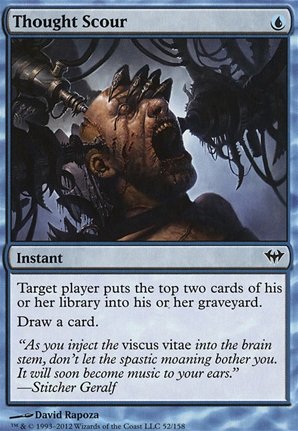 Thought Scour
Instant
Target player puts the top two cards of his
or her library into his or her graveyard.
Draw a card.
"As you inject the viscus vitae into the brain
stem, don't let the spastic moaning bother you.
It will soon become music to your ears."
—Stitcher Geralf
David Rapoza
™ & © 1993–2012 Wizards of the Coast LLC 52/158